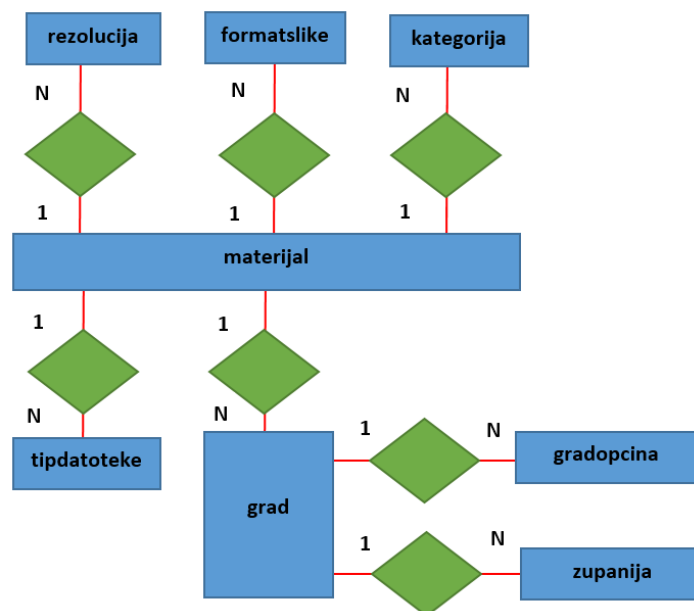 rezolucija
formatslike
kategorija
N
N
N
1
1
1
materijal
1
1
N
N
tipdatoteke
grad
1
N
gradopcina
1
N
zupanija